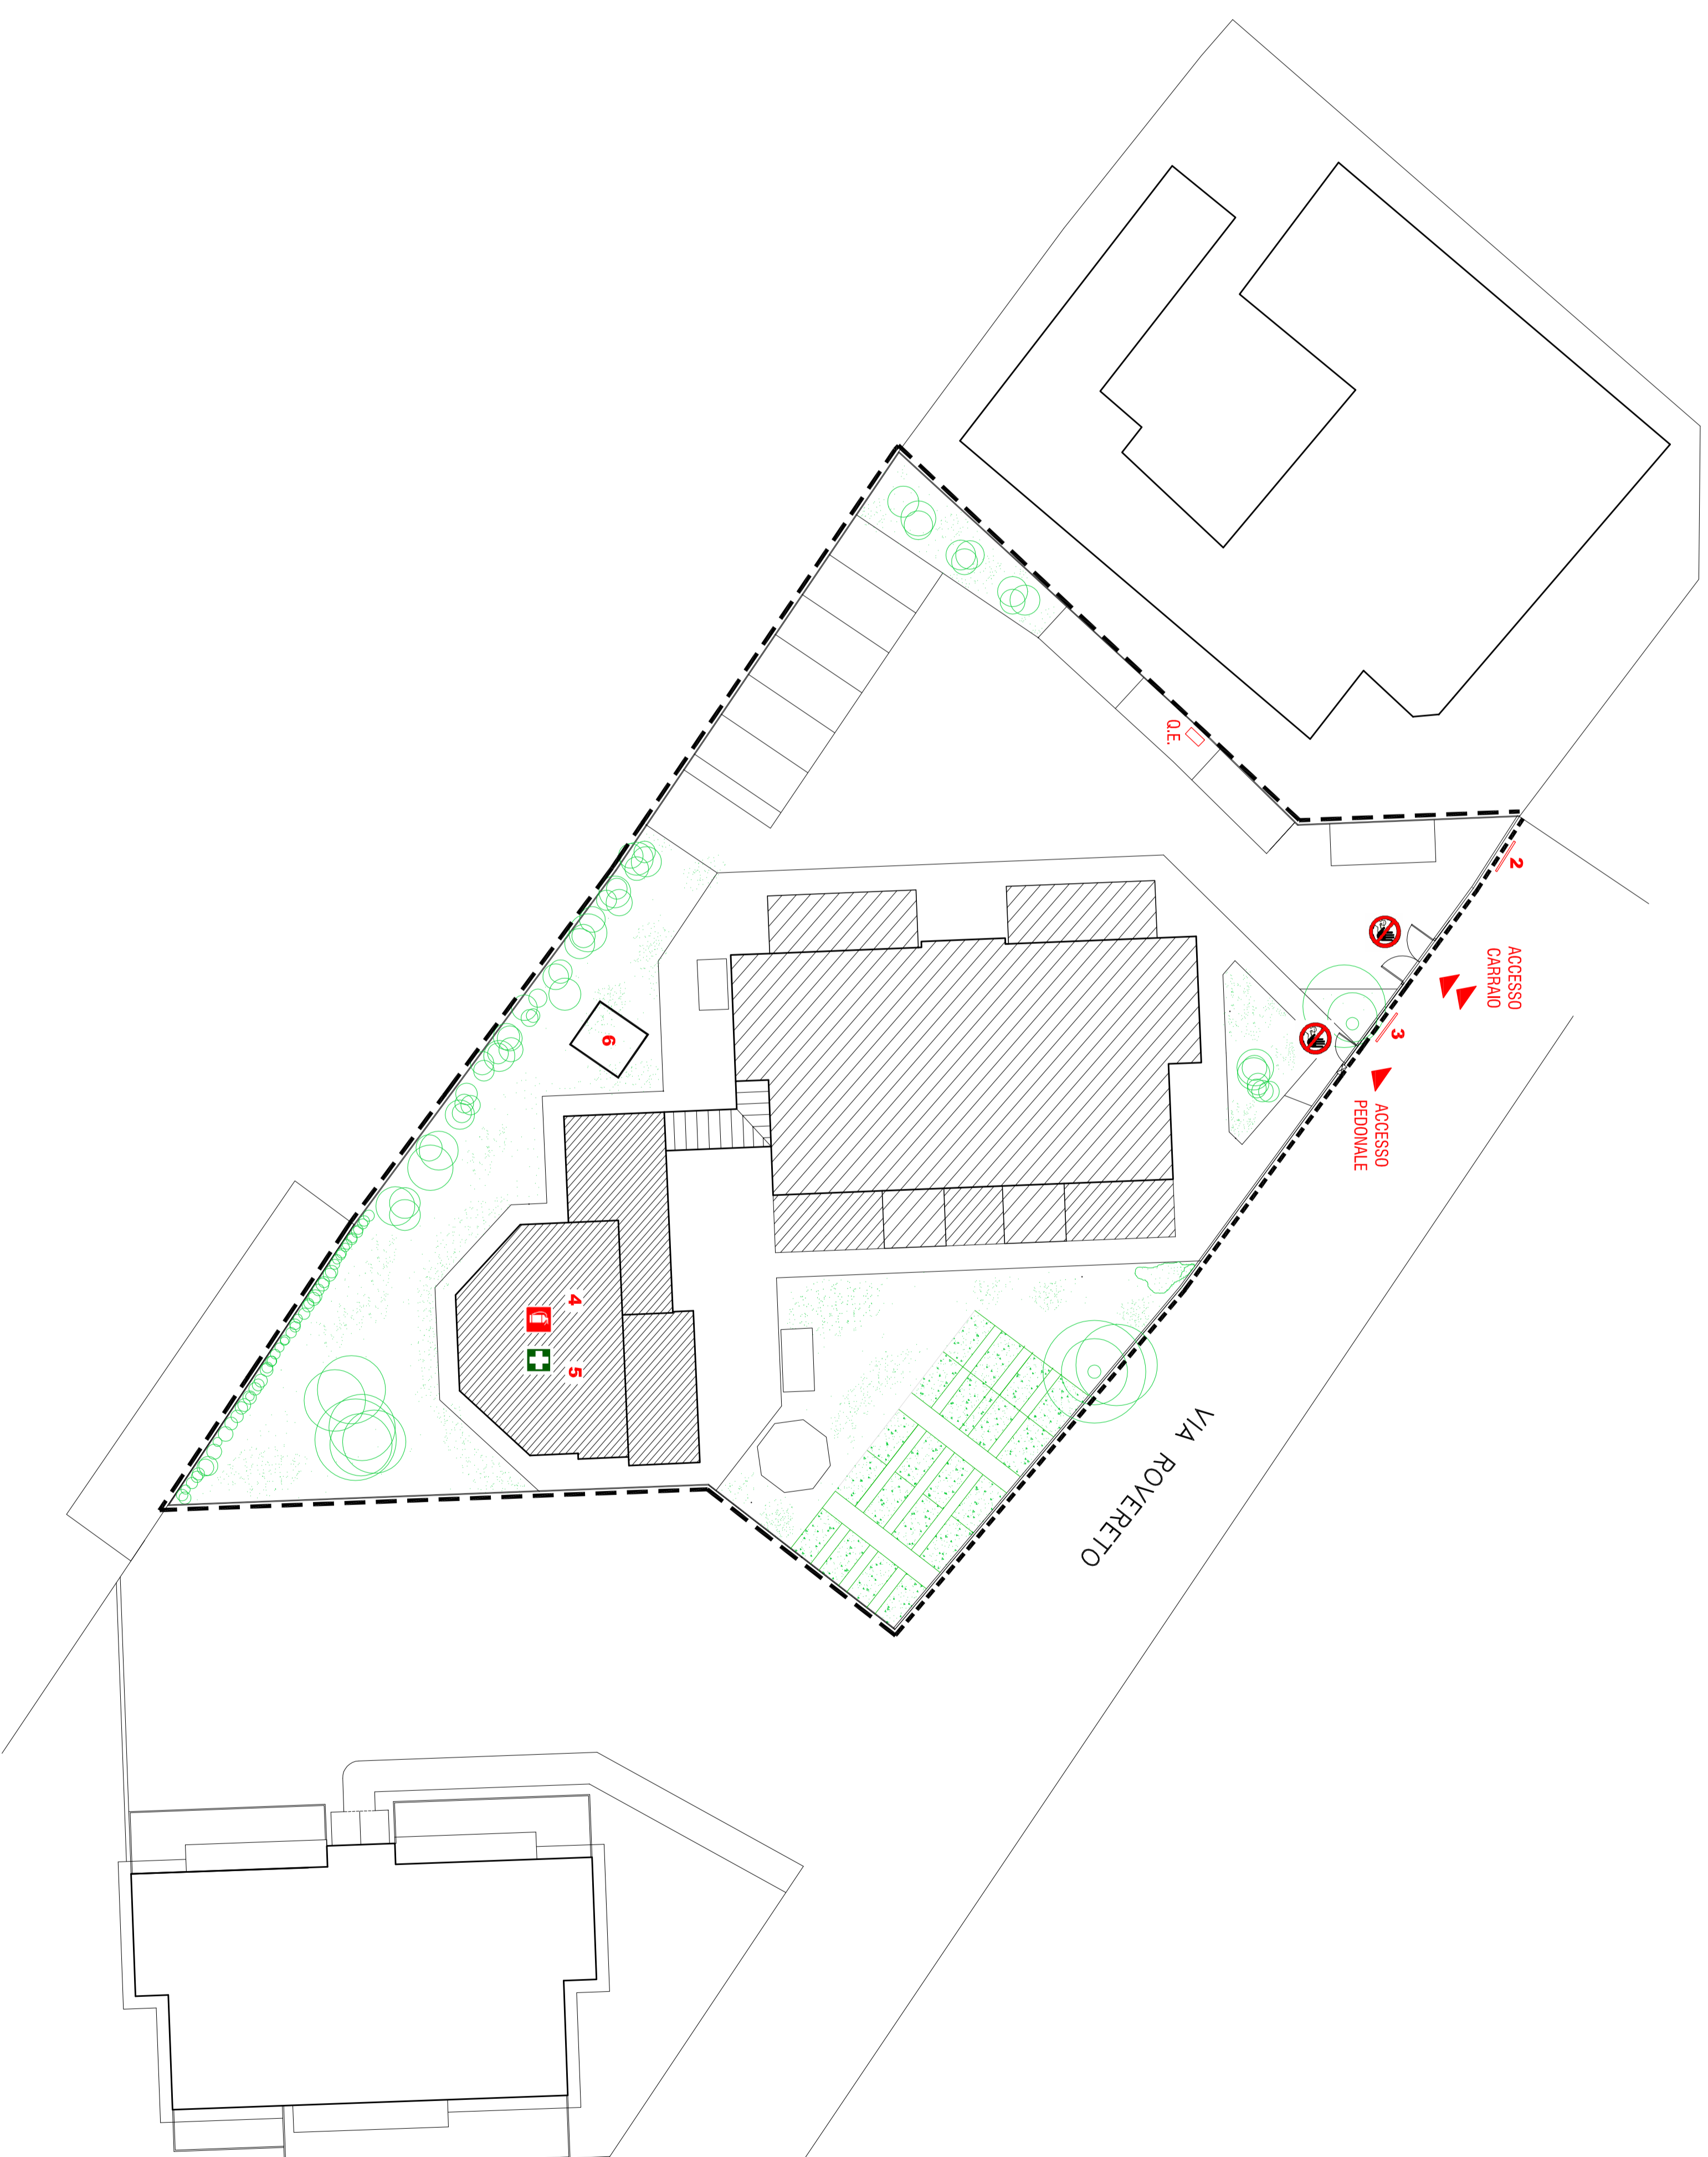 Q.E.
2
ACCESSO
CARRAIO
3
ACCESSO
PEDONALE
6
4
5
VIA ROVERETO